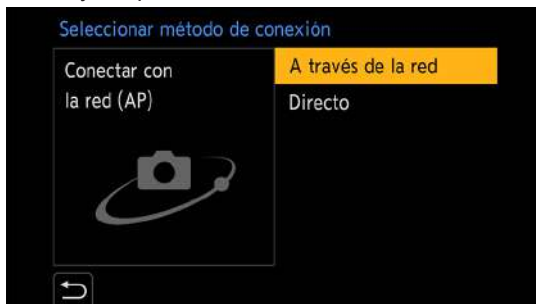 Seleccionar método de conexión
Conectar con
la red (AP)
A través de la red
Directo